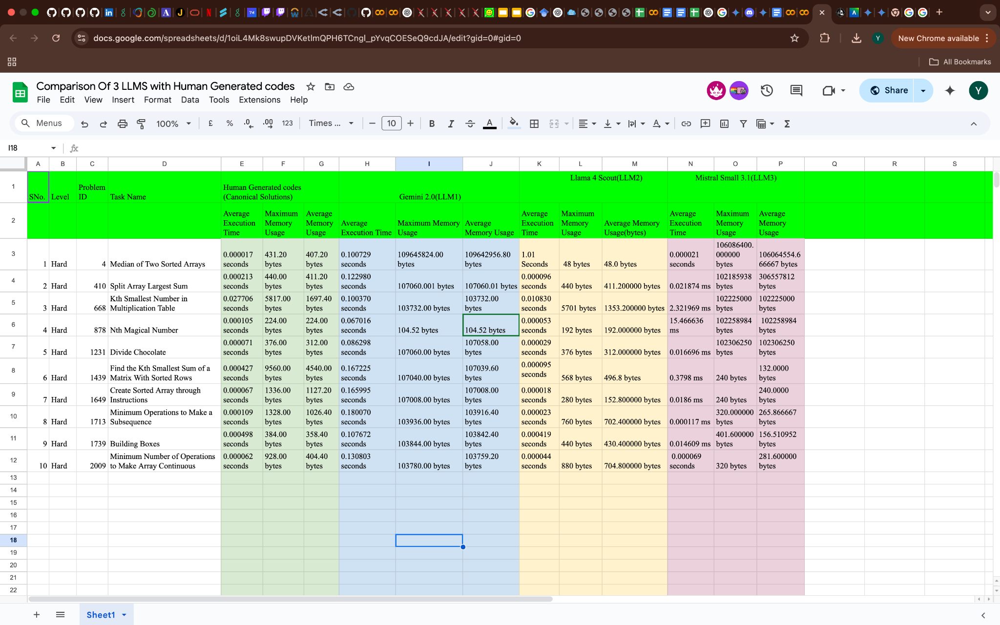 docs.google.com/spreadsheets/d/1oiL4Mk8swupDVKetlmQPH6TCngl_pYvqCOESeQ9cdJA/edit?gid=0#gid=0
New Chrome available
All Bookmarks
Comparison Of 3 LLMS with Human Generated codes
File Edit View Insert Format Data Tools Extensions Help
Share
Y
Menus 100% £ % .0 .00 123 Times ... 10 B I A
I18
A B C D E F G H I J K L M N O P Q R S
1 SNo. Level Problem ID Task Name Human Generated codes (Canonical Solutions) Gemini 2.0(LLM1) Llama 4 Scout(LLM2) Mistral Small 3.1(LLM3)
2 Average Execution Time Maximum Memory Usage Average Memory Usage Average Execution Time Maximum Memory Usage Average Memory Usage Average Execution Time Maximum Memory Usage Average Memory Usage(bytes) Average Execution Time Maximum Memory Usage Average Memory Usage
3 1 Hard 4 Median of Two Sorted Arrays 0.000017 seconds 431.20 bytes 407.20 bytes 0.100729 seconds 109645824.00 bytes 109642956.80 bytes 1.01 Seconds 48 bytes 48.0 bytes 0.000021 seconds 106086400.000000 bytes 106064554.666667 bytes
4 2 Hard 410 Split Array Largest Sum 0.000213 seconds 440.00 bytes 411.20 bytes 0.122980 seconds 107060.001 bytes 107060.01 bytes 0.000096 seconds 440 bytes 411.200000 bytes 0.021874 ms 102185938 bytes 306557812 bytes
5 3 Hard 668 Kth Smallest Number in Multiplication Table 0.027706 seconds 5817.00 bytes 1697.40 bytes 0.100370 seconds 103732.00 bytes 103732.00 bytes 0.010830 seconds 5701 bytes 1353.200000 bytes 2.321969 ms 102225000 bytes 102225000 bytes
6 4 Hard 878 Nth Magical Number 0.000105 seconds 224.00 bytes 224.00 bytes 0.067016 seconds 104.52 bytes 104.52 bytes 0.000053 seconds 192 bytes 192.000000 bytes 15.466636 ms 102258984 bytes 102258984 bytes
7 5 Hard 1231 Divide Chocolate 0.000071 seconds 376.00 bytes 312.00 bytes 0.086298 seconds 107060.00 bytes 107058.00 bytes 0.000029 seconds 376 bytes 312.000000 bytes 0.016696 ms 102306250 bytes 102306250 bytes
8 6 Hard 1439 Find the Kth Smallest Sum of a Matrix With Sorted Rows 0.000427 seconds 9560.00 bytes 4540.00 bytes 0.167225 seconds 107040.00 bytes 107039.60 bytes 0.000095 seconds 568 bytes 496.8 bytes 0.3798 ms 240 bytes 132.0000 bytes
9 7 Hard 1649 Create Sorted Array through Instructions 0.000067 seconds 1336.00 bytes 1127.20 bytes 0.165995 seconds 107008.00 bytes 107008.00 bytes 0.000018 seconds 280 bytes 152.800000 bytes 0.0186 ms 240 bytes 240.0000 bytes
10 8 Hard 1713 Minimum Operations to Make a Subsequence 0.000109 seconds 1328.00 bytes 1026.40 bytes 0.180070 seconds 103936.00 bytes 103916.40 bytes 0.000023 seconds 760 bytes 702.400000 bytes 0.000117 ms 320.000000 bytes 265.866667 bytes
11 9 Hard 1739 Building Boxes 0.000498 seconds 384.00 bytes 358.40 bytes 0.107672 seconds 103844.00 bytes 103842.40 bytes 0.000419 seconds 440 bytes 430.400000 bytes 0.014609 ms 401.600000 bytes 156.510952 bytes
12 10 Hard 2009 Minimum Number of Operations to Make Array Continuous 0.000062 seconds 928.00 bytes 404.40 bytes 0.130803 seconds 103780.00 bytes 103759.20 bytes 0.000044 seconds 880 bytes 704.800000 bytes 0.000069 seconds 320 bytes 281.600000 bytes
13
14
15
16
17
18
19
20
21
22
Sheet1